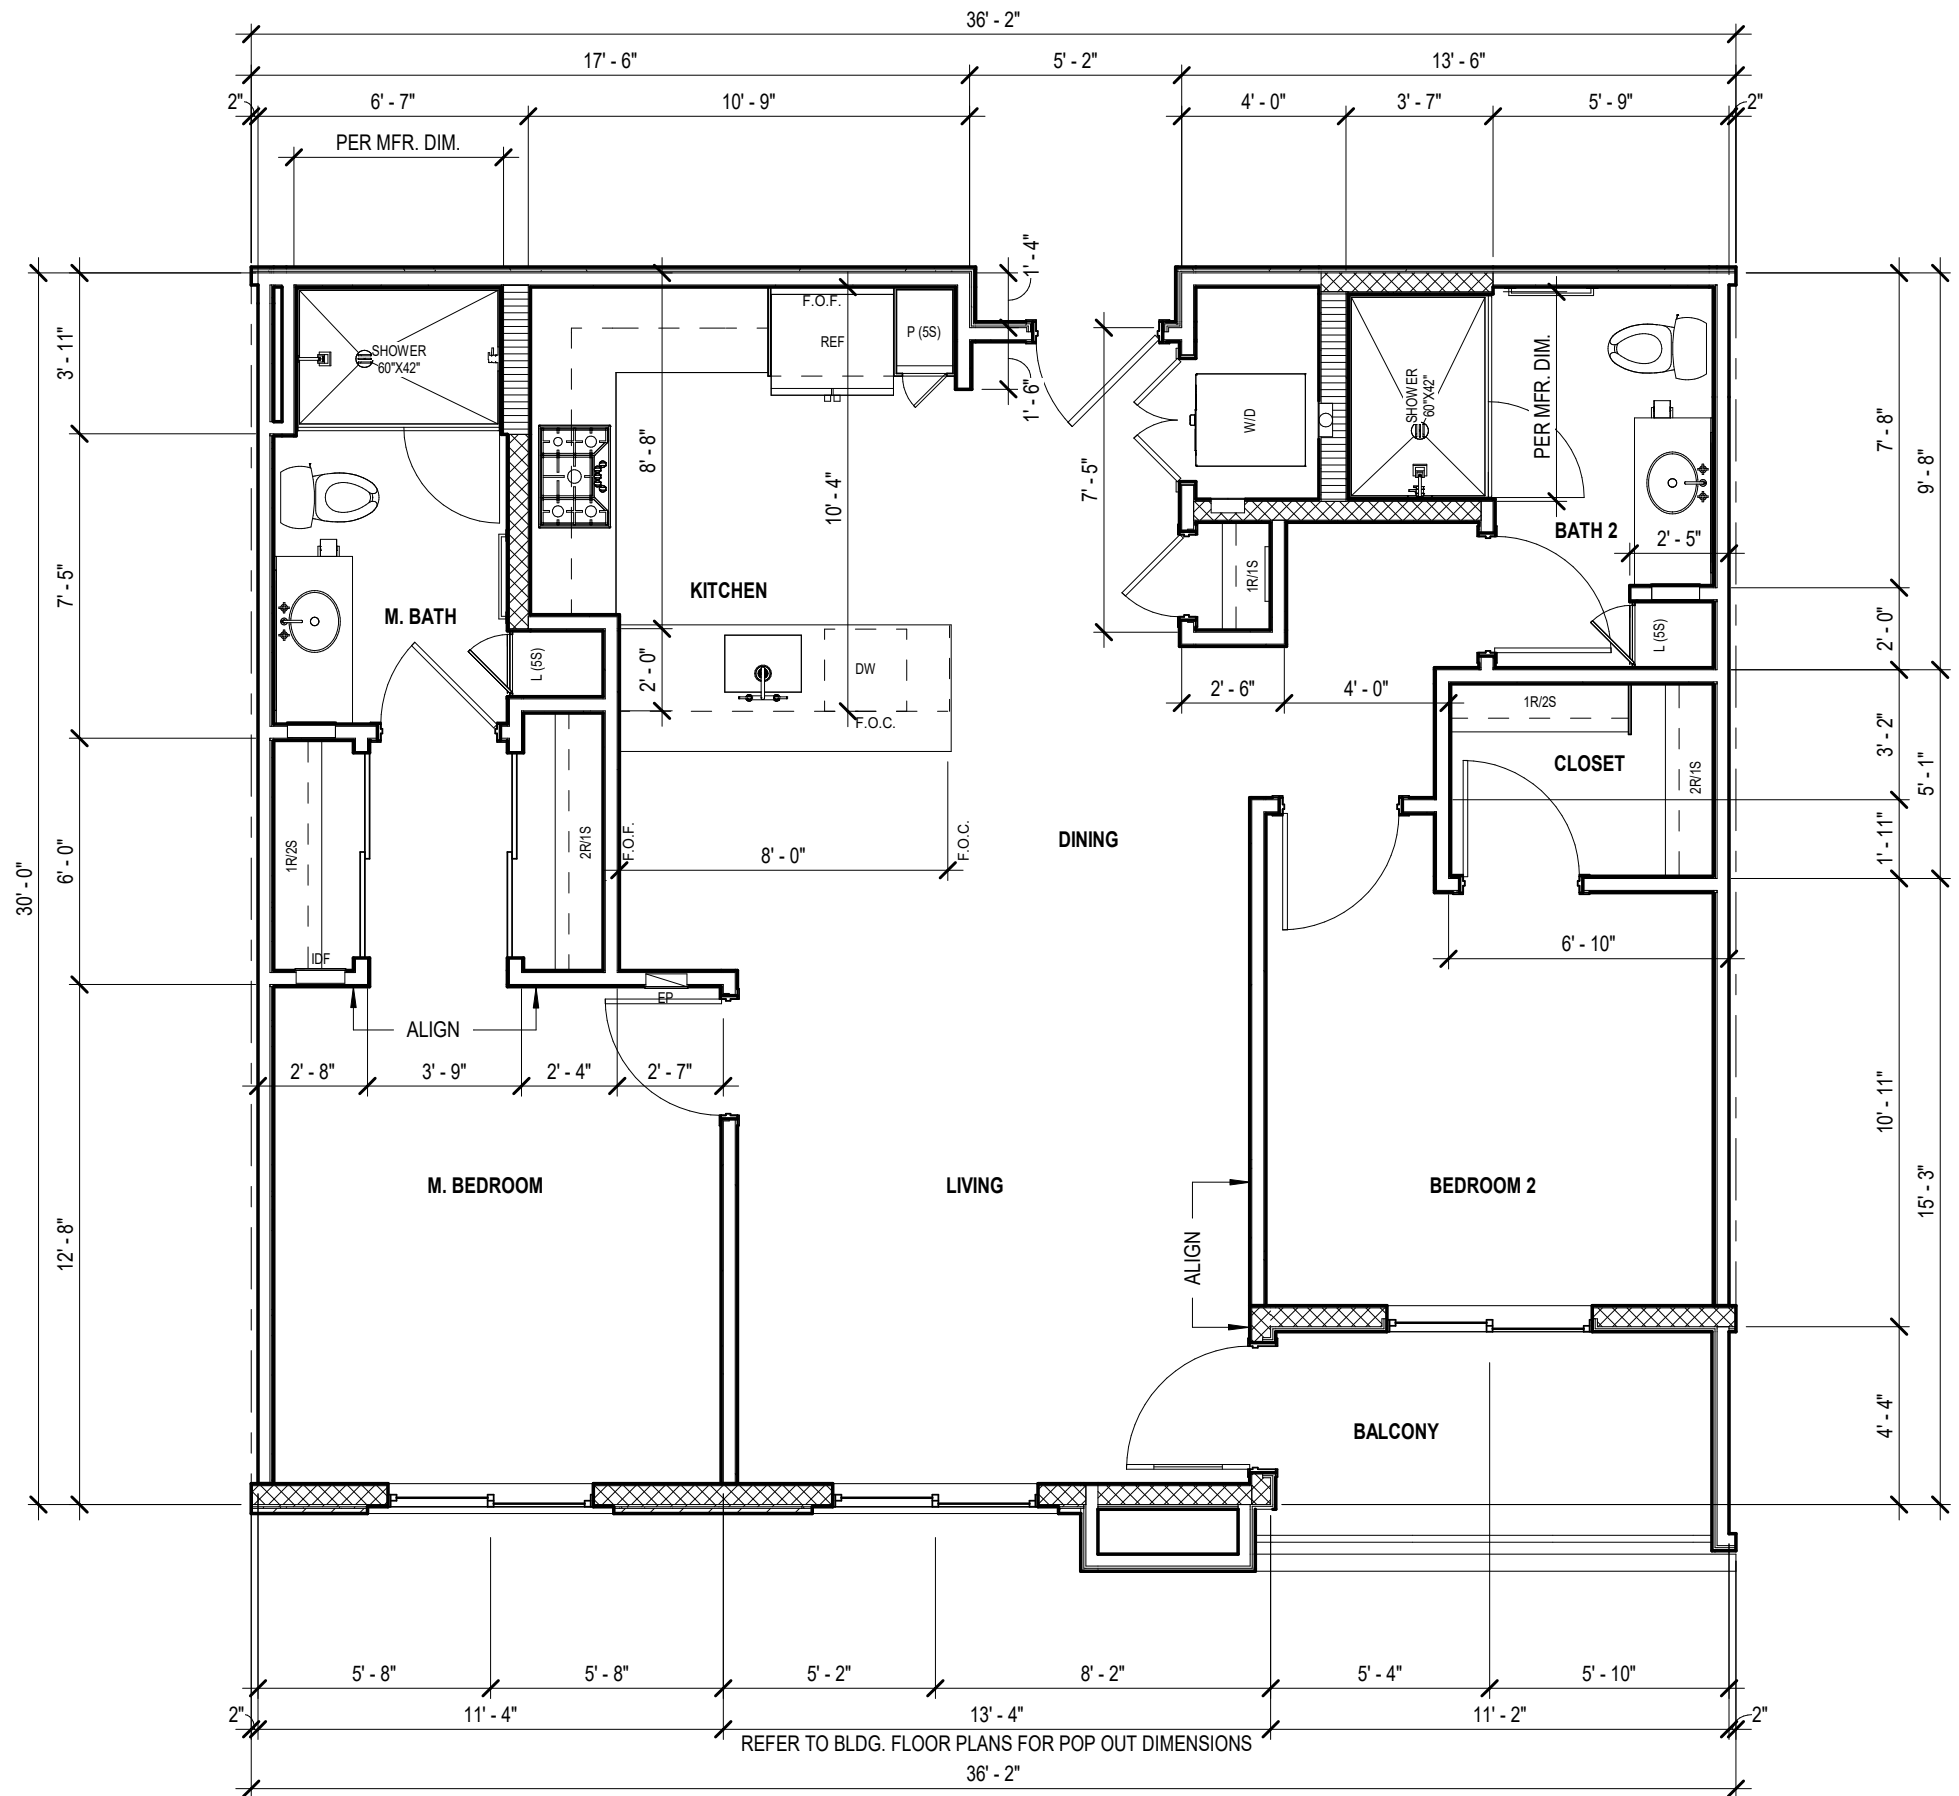 36' - 2"
17' - 6"
5' - 2"
13' - 6"
2"
6' - 7"
10' - 9"
4' - 0"
3' - 7"
5' - 9"
2"
PER MFR. DIM.
1' - 4"
1' - 6"
3' - 11"
SHOWER
60"X42"
F.O.F.
REF
P (5S)
8' - 8"
10' - 4"
7' - 5"
W/D
SHOWER
60"X42"
PER MFR. DIM.
7' - 8"
9' - 8"
BATH 2
2' - 5"
7' - 5"
KITCHEN
M. BATH
1R/1S
L (5S)
2' - 0"
DW
F.O.C.
L (5S)
2' - 0"
2' - 6"
4' - 0"
1R/2S
3' - 2"
CLOSET
2R/1S
5' - 1"
30' - 0"
6' - 0"
1R/2S
2R/1S
F.O.F.
8' - 0"
F.O.C.
DINING
1' - 11"
IDF
EP
6' - 10"
ALIGN
2' - 8"
3' - 9"
2' - 4"
2' - 7"
10' - 11"
M. BEDROOM
LIVING
BEDROOM 2
15' - 3"
12' - 8"
ALIGN
BALCONY
4' - 4"
5' - 8"
5' - 8"
5' - 2"
8' - 2"
5' - 4"
5' - 10"
2"
11' - 4"
13' - 4"
11' - 2"
2"
REFER TO BLDG. FLOOR PLANS FOR POP OUT DIMENSIONS
36' - 2"